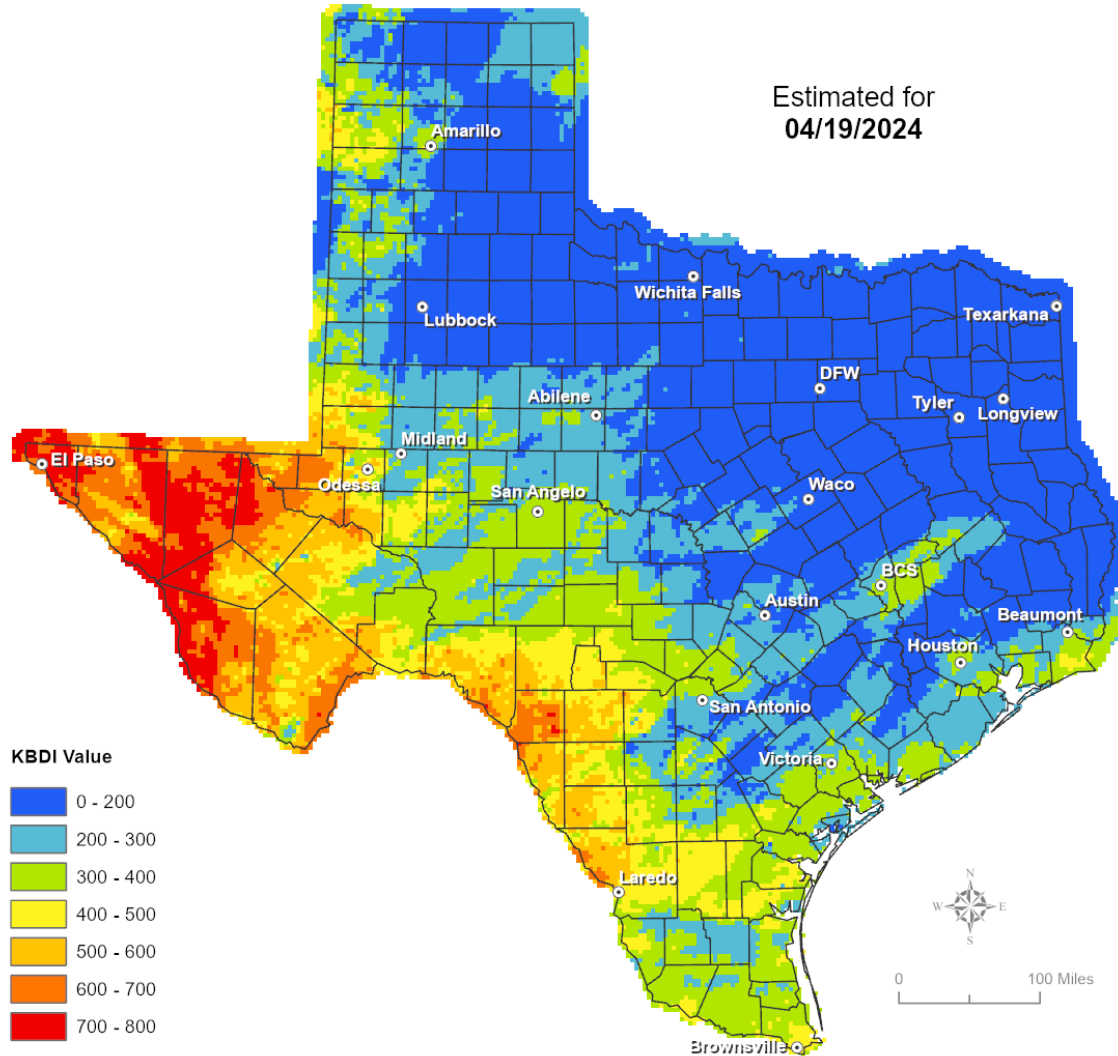 Estimated for
04/19/2024
Amarillo
Wichita Falls
Lubbock
Texarkana
DFW
Abilene
Tyler
Longview
Midland
El Paso
Odessa
San Angelo
Waco
BCS
Austin
Beaumont
Houston
San Antonio
Victoria
Laredo
Brownsville
KBDI Value
0 - 200
200 - 300
300 - 400
400 - 500
500 - 600
600 - 700
700 - 800
N
W E
S
0 100 Miles